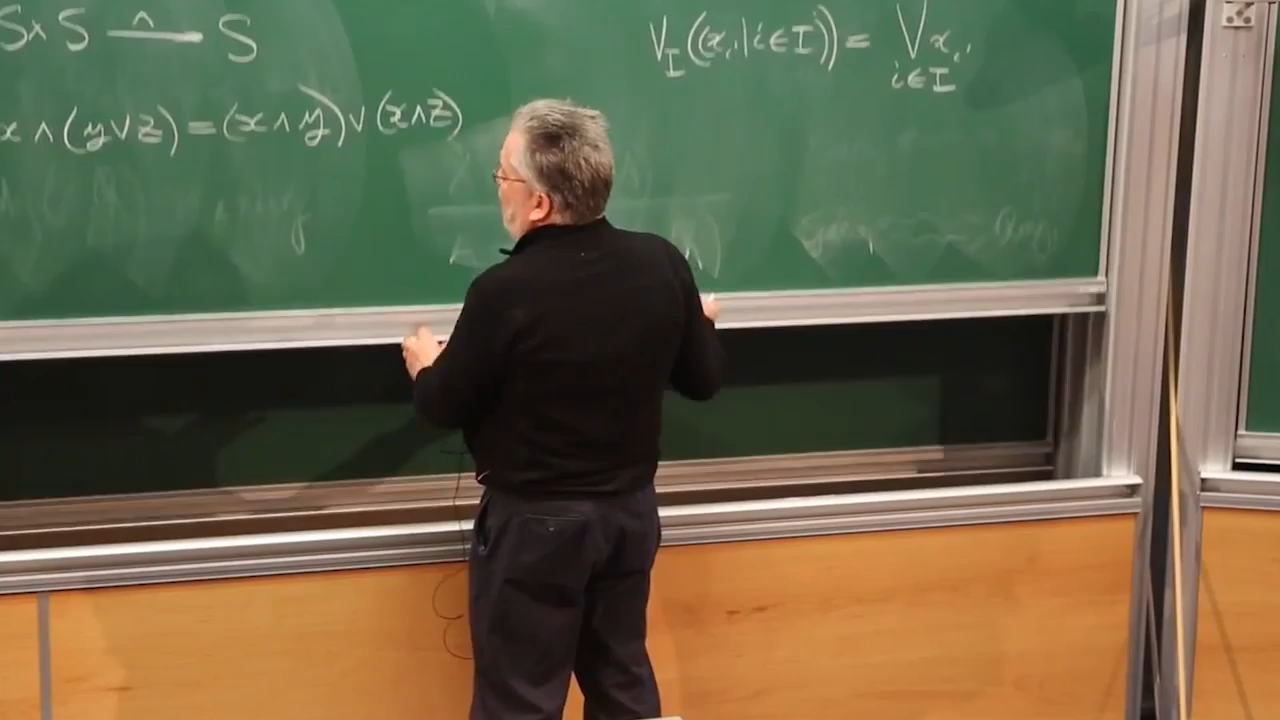 S×S —^→ S
x∧(y∨z)=(x∧y)∨(x∧z)
V_I((x_i|i∈I)) = ⋁_{i∈I} x_i